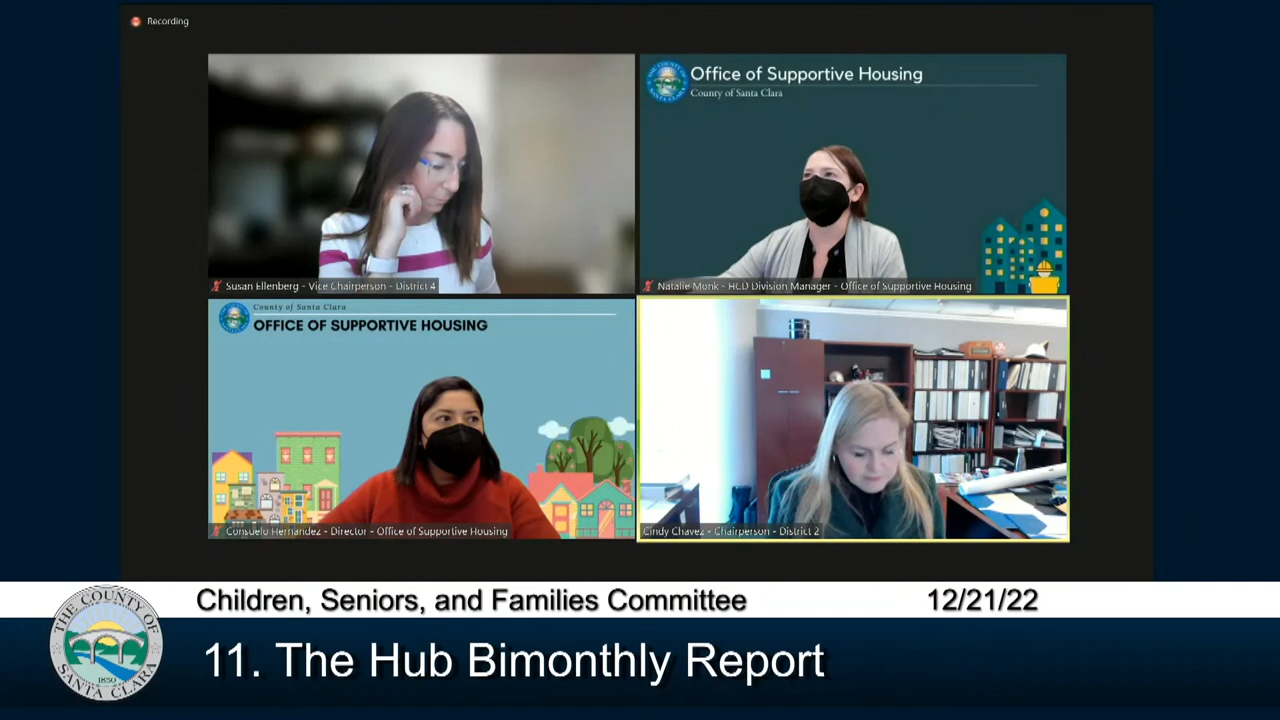 Recording
Office of Supportive Housing
County of Santa Clara
Susan Ellenberg - Vice Chairperson - District 4
Natalie Monk - HCD Division Manager - Office of Supportive Housing
County of Santa Clara
OFFICE OF SUPPORTIVE HOUSING
Consuelo Hernandez - Director - Office of Supportive Housing
Cindy Chavez - Chairperson - District 2
Children, Seniors, and Families Committee
12/21/22
THE COUNTY OF SANTA CLARA
1850
11. The Hub Bimonthly Report